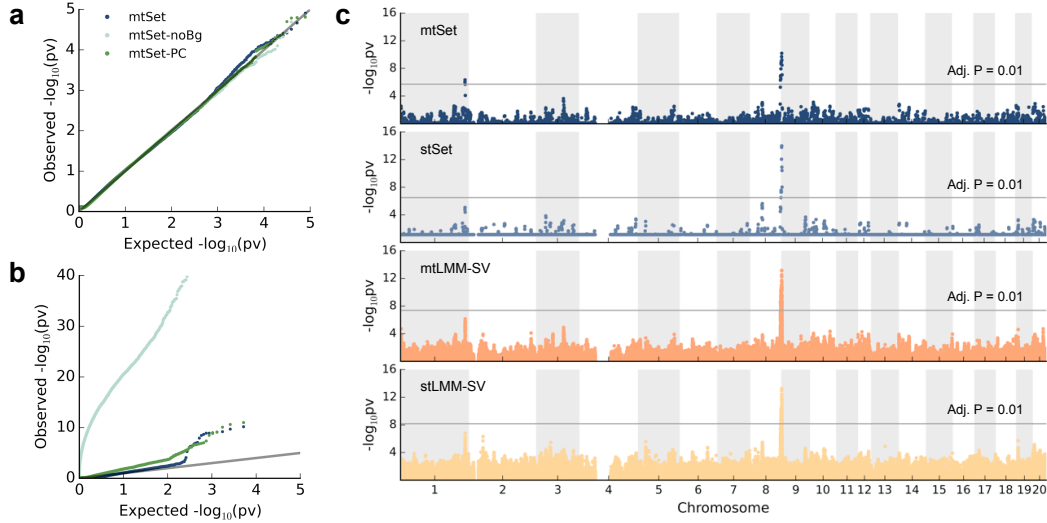 a
mtSet
mtSet-noBg
mtSet-PC
5
4
3
2
1
0
Observed -log10(pv)
0 1 2 3 4 5
Expected -log10(pv)
b
40
30
20
10
0
Observed -log10(pv)
0 1 2 3 4 5
Expected -log10(pv)
c
mtSet
Adj. P = 0.01
16
12
8
4
-log10pv
stSet
Adj. P = 0.01
16
12
8
4
-log10pv
mtLMM-SV
Adj. P = 0.01
16
12
8
4
-log10pv
stLMM-SV
Adj. P = 0.01
16
12
8
4
-log10pv
1 2 3 4 5 6 7 8 9 10 11 12 13 14 15 16 17 18 19 20
Chromosome